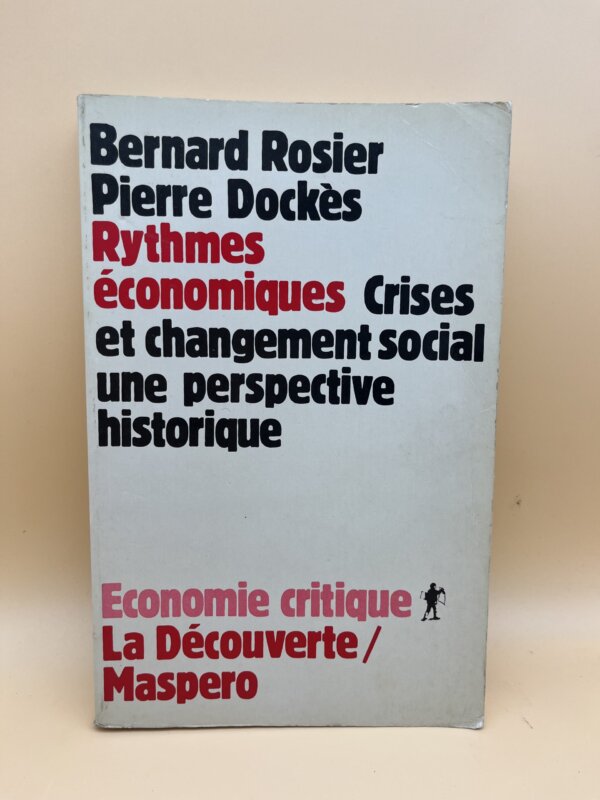 Bernard Rosier
Pierre Dockès
Rythmes
économiques Crises
et changement social
une perspective
historique
Economie critique
La Découverte/
Maspero